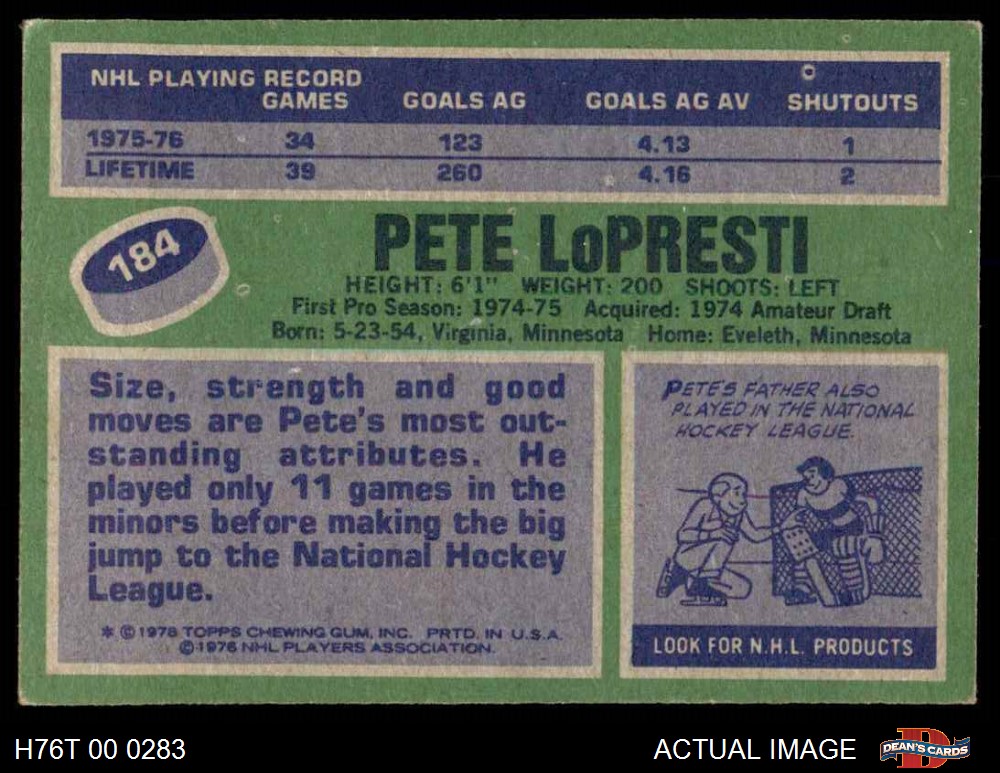 NHL PLAYING RECORD
GAMES GOALS AG GOALS AG AV SHUTOUTS
1975-76 34 123 4.13 1
LIFETIME 39 260 4.16 2
184
PETE LoPRESTI
HEIGHT: 6'1" WEIGHT: 200 SHOOTS: LEFT
First Pro Season: 1974-75 Acquired: 1974 Amateur Draft
Born: 5-23-54, Virginia, Minnesota Home: Eveleth, Minnesota
Size, strength and good
moves are Pete's most out-
standing attributes. He
played only 11 games in the
minors before making the big
jump to the National Hockey
League.
* © 1976 TOPPS CHEWING GUM, INC. PRTD. IN U.S.A.
© 1976 NHL PLAYERS ASSOCIATION.
PETE'S FATHER ALSO
PLAYED IN THE NATIONAL
HOCKEY LEAGUE.
LOOK FOR N.H.L. PRODUCTS
H76T 00 0283
ACTUAL IMAGE
DEAN'S CARDS